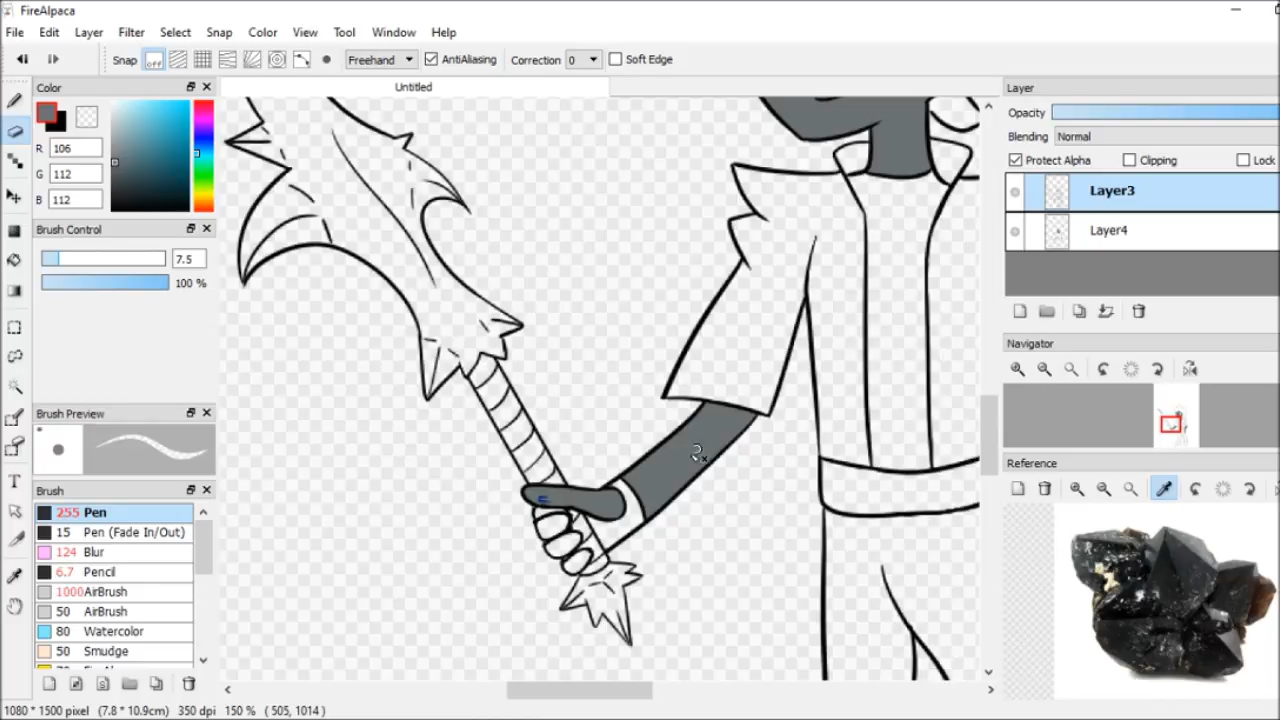 FireAlpaca
File Edit Layer Filter Select Snap Color View Tool Window Help
Snap off Freehand AntiAliasing Correction 0 Soft Edge
Color
R 106
G 112
B 112
Brush Control
7.5
100 %
Brush Preview
Brush
255 Pen
15 Pen (Fade In/Out)
124 Blur
6.7 Pencil
1000 AirBrush
50 AirBrush
80 Watercolor
50 Smudge
Untitled
Layer
Opacity
Blending Normal
Protect Alpha Clipping Lock
Layer3
Layer4
Navigator
Reference
1080 * 1500 pixel (7.8 * 10.9cm) 350 dpi 150 % ( 505, 1014 )